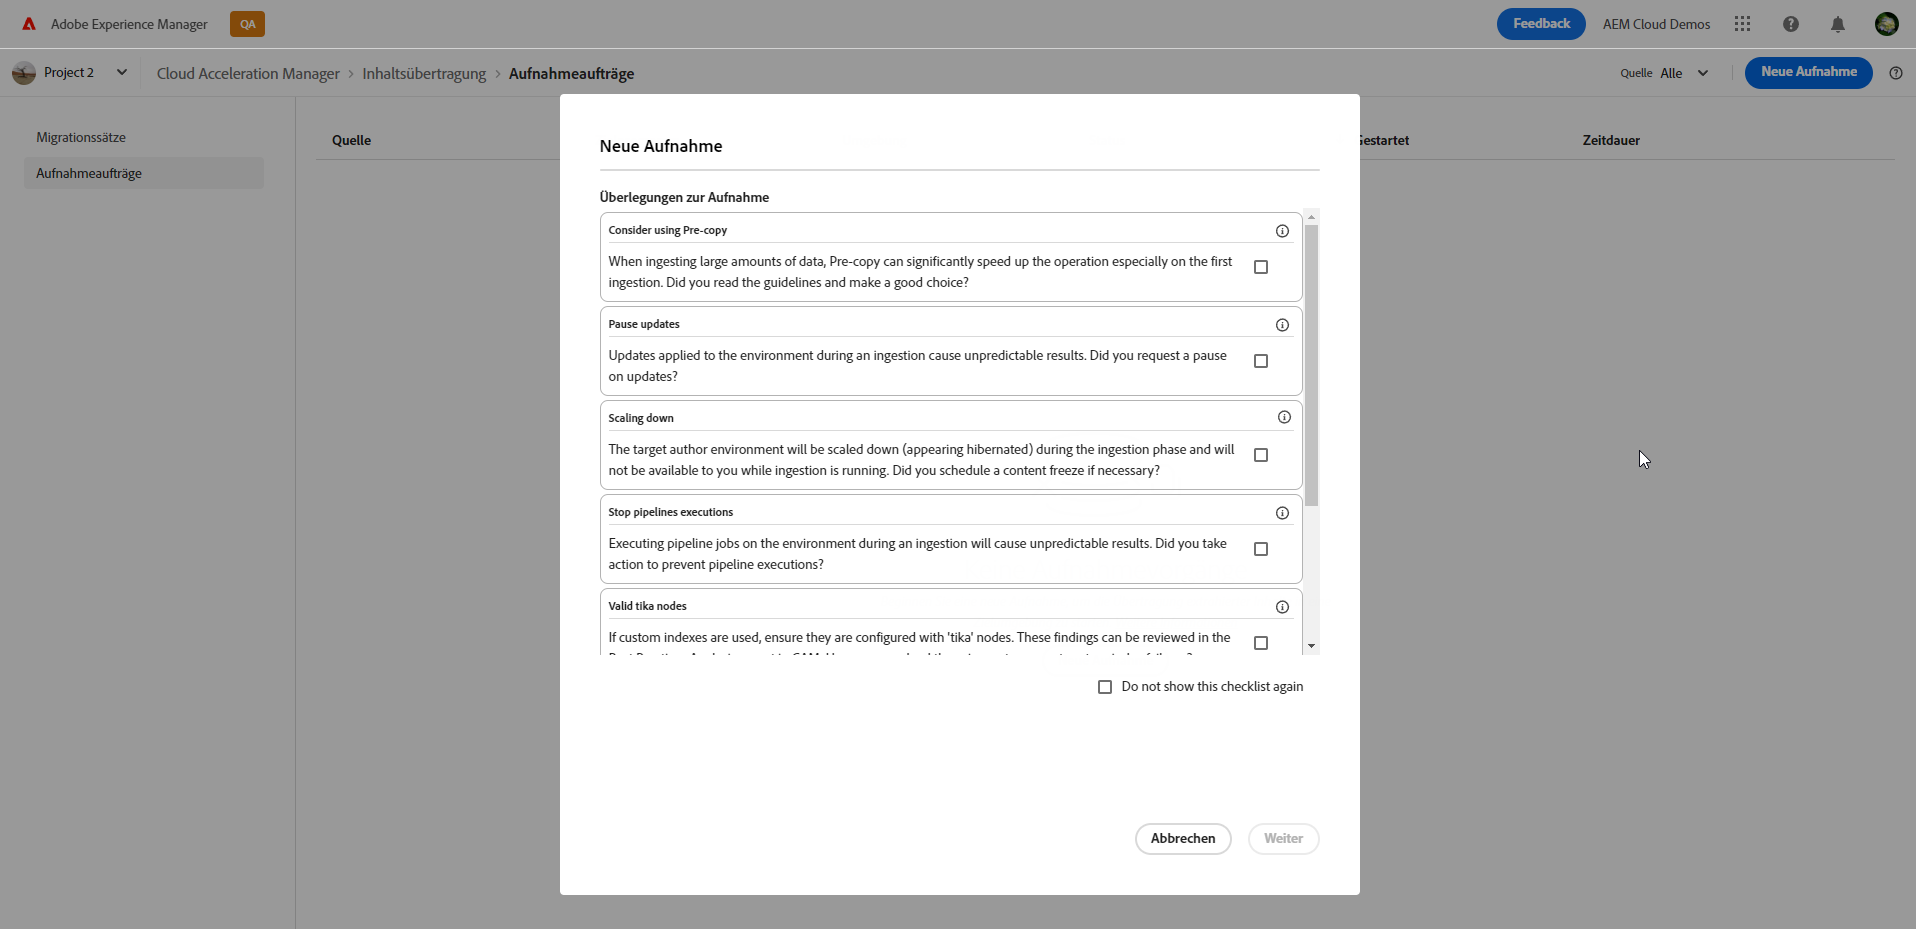 Adobe Experience Manager QA Feedback AEM Cloud Demos
Project 2 Cloud Acceleration Manager › Inhaltsübertragung › Aufnahmeaufträge Quelle Alle Neue Aufnahme
Migrationssätze
Aufnahmeaufträge
Quelle Gestartet Zeitdauer
Neue Aufnahme
Überlegungen zur Aufnahme
Consider using Pre-copy
When ingesting large amounts of data, Pre-copy can significantly speed up the operation especially on the first
ingestion. Did you read the guidelines and make a good choice?
Pause updates
Updates applied to the environment during an ingestion cause unpredictable results. Did you request a pause
on updates?
Scaling down
The target author environment will be scaled down (appearing hibernated) during the ingestion phase and will
not be available to you while ingestion is running. Did you schedule a content freeze if necessary?
Stop pipelines executions
Executing pipeline jobs on the environment during an ingestion will cause unpredictable results. Did you take
action to prevent pipeline executions?
Valid tika nodes
If custom indexes are used, ensure they are configured with 'tika' nodes. These findings can be reviewed in the
Do not show this checklist again
Abbrechen Weiter